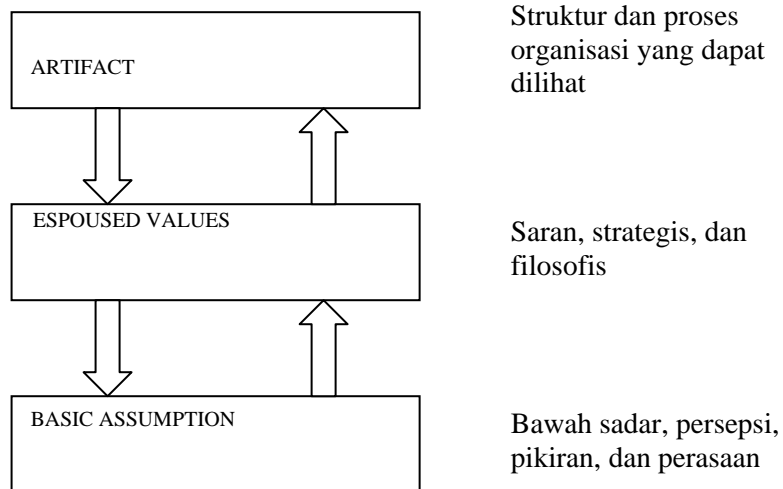 Struktur dan proses
organisasi yang dapat
dilihat
ARTIFACT
ESPOUSED VALUES
Saran, strategis, dan
filosofis
BASIC ASSUMPTION
Bawah sadar, persepsi,
pikiran, dan perasaan